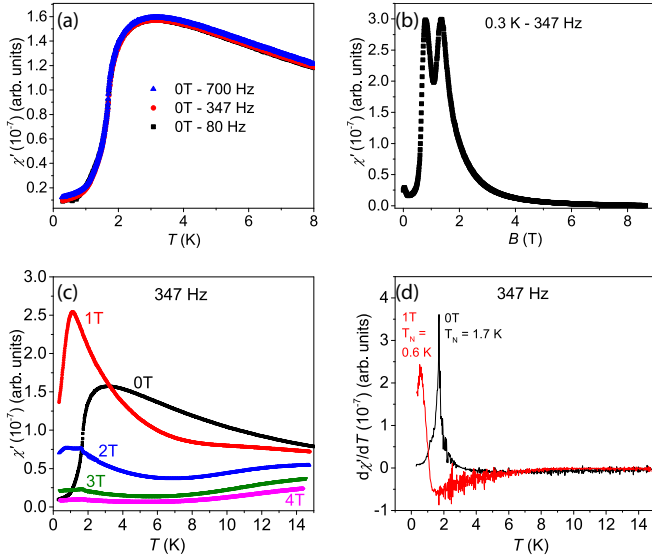 (a)
χ′ (10⁻⁷) (arb. units)
1.6
1.4
1.2
1.0
0.8
0.6
0.4
0.2
0T - 700 Hz
0T - 347 Hz
0T - 80 Hz
0 2 4 6 8
T (K)
(b)
0.3 K - 347 Hz
χ′ (10⁻⁷) (arb. units)
3.0
2.5
2.0
1.5
1.0
0.5
0.0
0 2 4 6 8
B (T)
(c)
347 Hz
χ′ (10⁻⁷) (arb. units)
3.0
2.5
2.0
1.5
1.0
0.5
0.0
1T
0T
2T
3T
4T
0 2 4 6 8 10 12 14
T (K)
(d)
347 Hz
dχ′/dT (10⁻⁷) (arb. units)
4
3
2
1
0
-1
1T
T_N =
0.6 K
0T
T_N = 1.7 K
0 2 4 6 8 10 12 14
T (K)